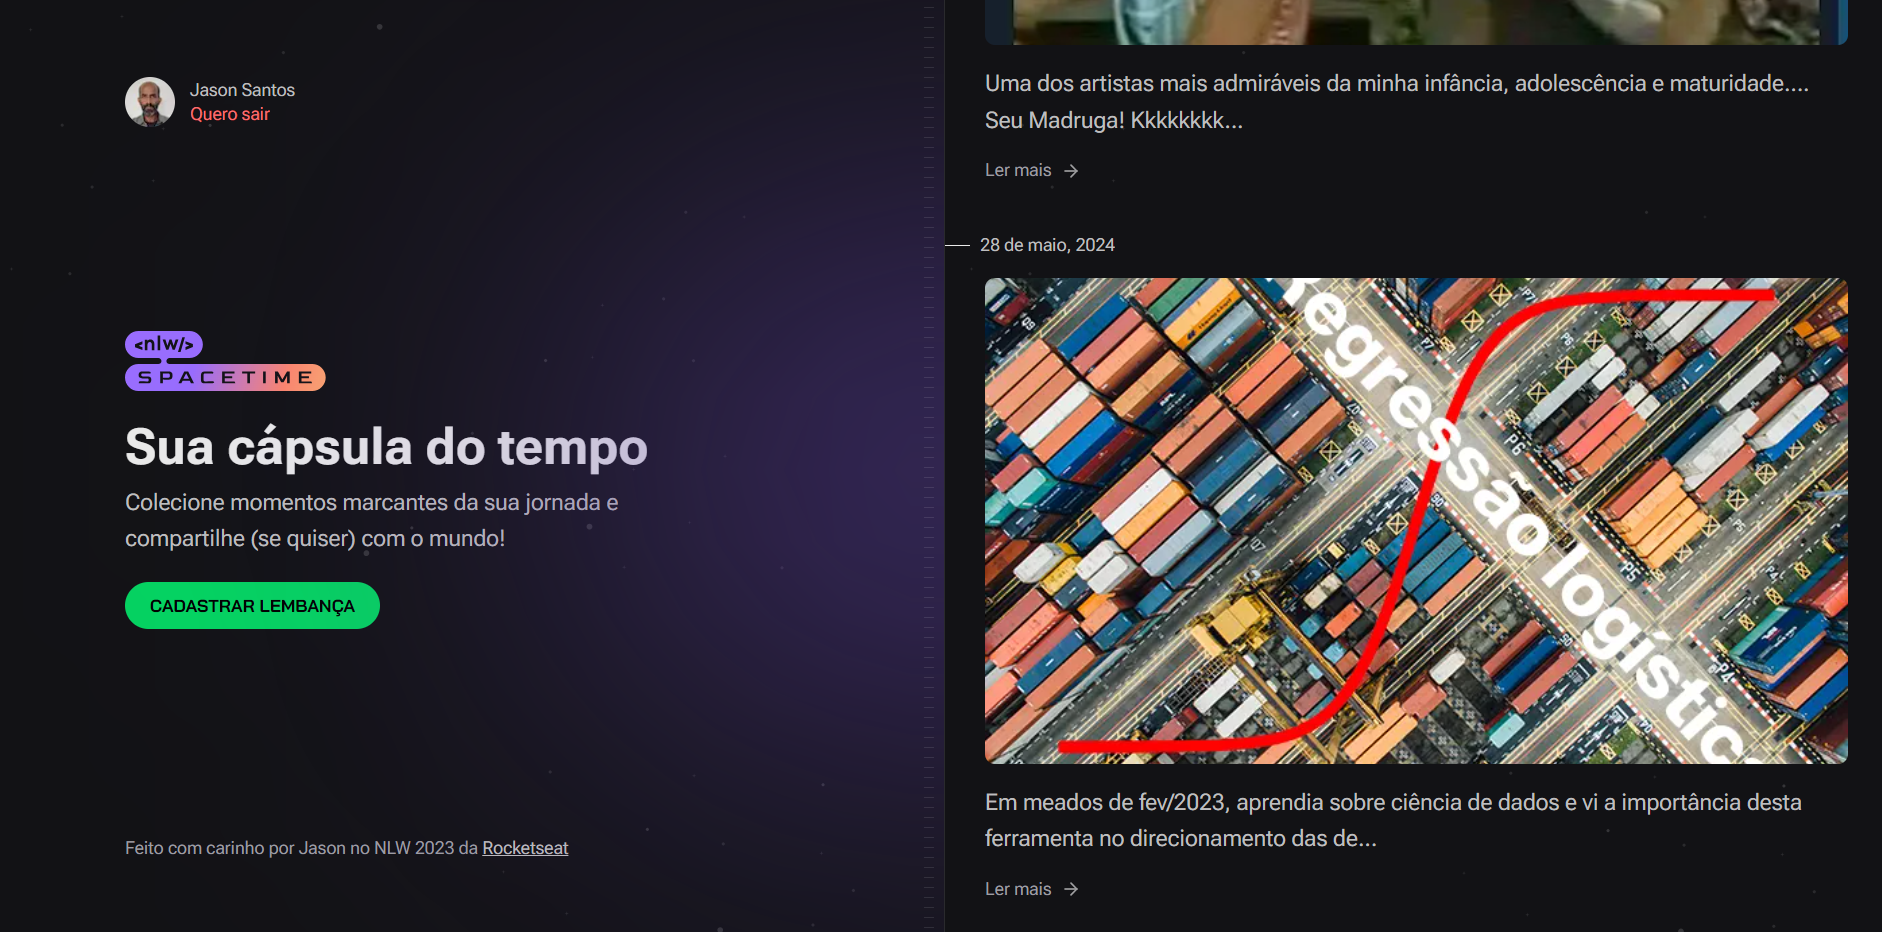 Jason Santos
Quero sair
<nlw/>
SPACETIME
Sua cápsula do tempo
Colecione momentos marcantes da sua jornada e
compartilhe (se quiser) com o mundo!
CADASTRAR LEMBANÇA
Feito com carinho por Jason no NLW 2023 da Rocketseat
Uma dos artistas mais admiráveis da minha infância, adolescência e maturidade....
Seu Madruga! Kkkkkkkk...
Ler mais
28 de maio, 2024
Regressão logístic
P6
P5
P4
Em meados de fev/2023, aprendia sobre ciência de dados e vi a importância desta
ferramenta no direcionamento das de...
Ler mais